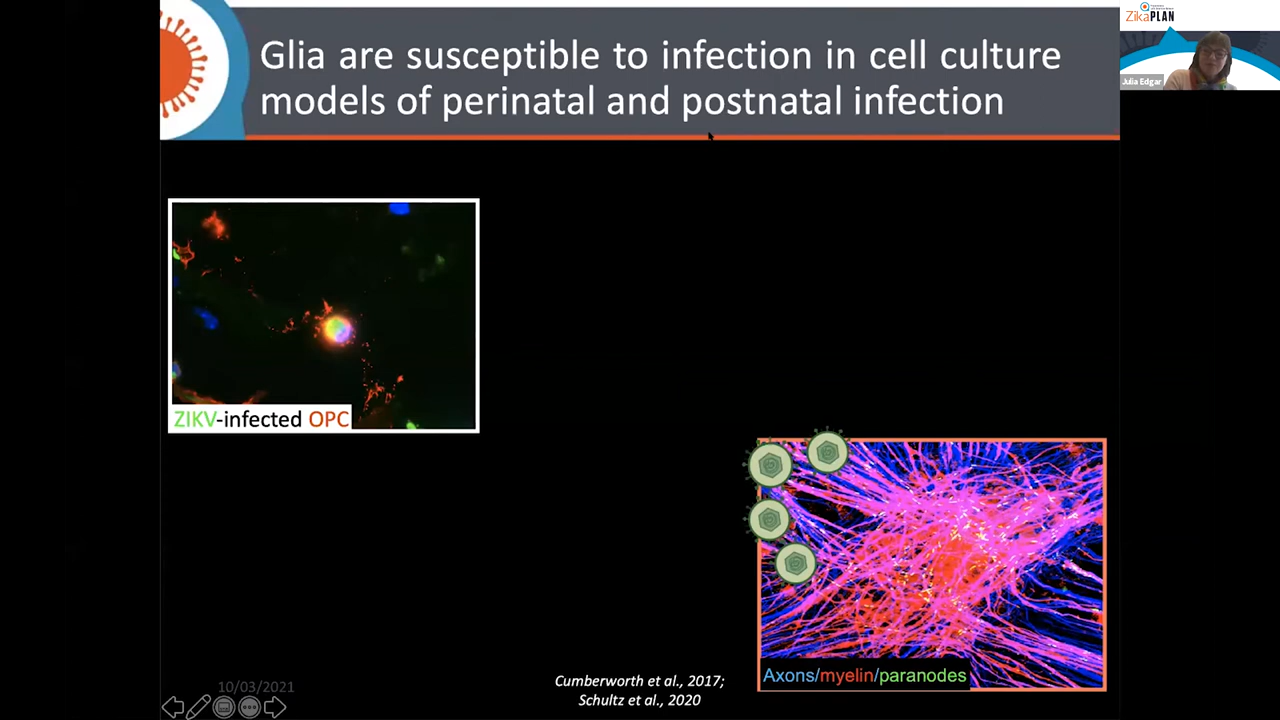 Glia are susceptible to infection in cell culture
models of perinatal and postnatal infection
ZikaPLAN
Julia Edgar
ZIKV-infected OPC
Axons/myelin/paranodes
Cumberworth et al., 2017;
Schultz et al., 2020
10/03/2021